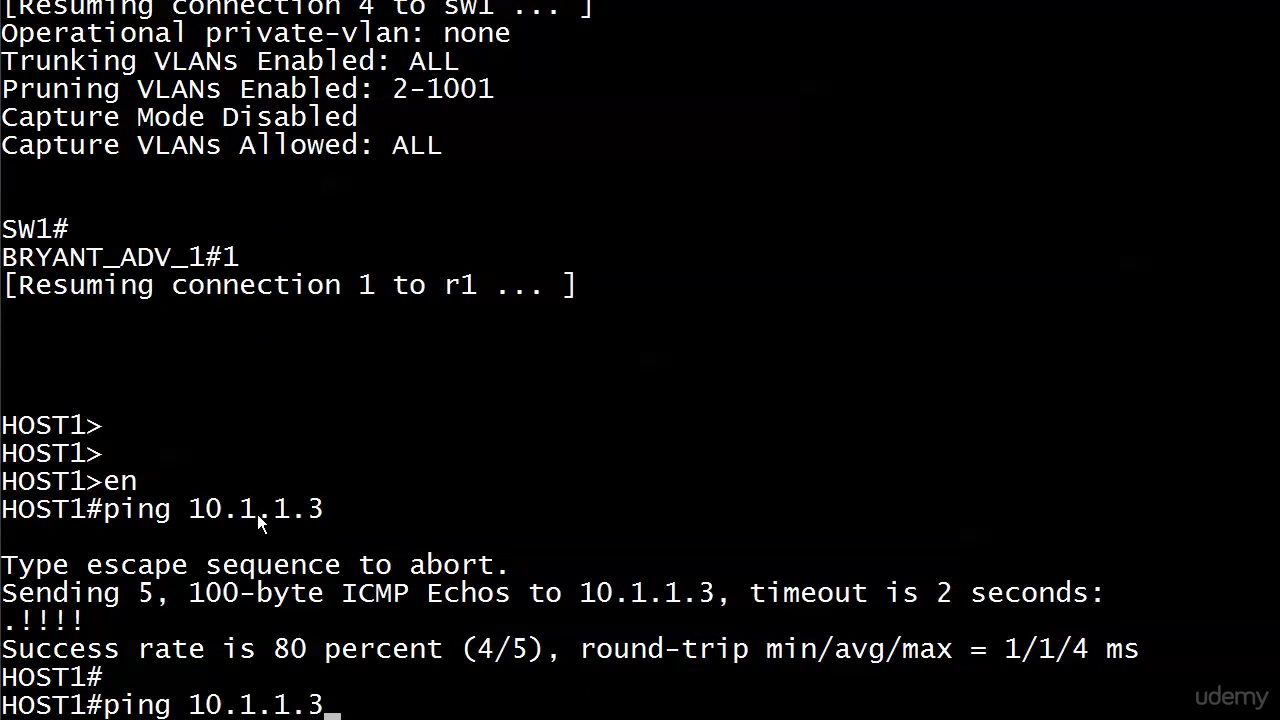 [Resuming connection 4 to sw1 ... ]
Operational private-vlan: none
Trunking VLANs Enabled: ALL
Pruning VLANs Enabled: 2-1001
Capture Mode Disabled
Capture VLANs Allowed: ALL
SW1#
BRYANT_ADV_1#1
[Resuming connection 1 to r1 ... ]
HOST1>
HOST1>
HOST1>en
HOST1#ping 10.1.1.3
Type escape sequence to abort.
Sending 5, 100-byte ICMP Echos to 10.1.1.3, timeout is 2 seconds:
.!!!!
Success rate is 80 percent (4/5), round-trip min/avg/max = 1/1/4 ms
HOST1#
HOST1#ping 10.1.1.3
udemy